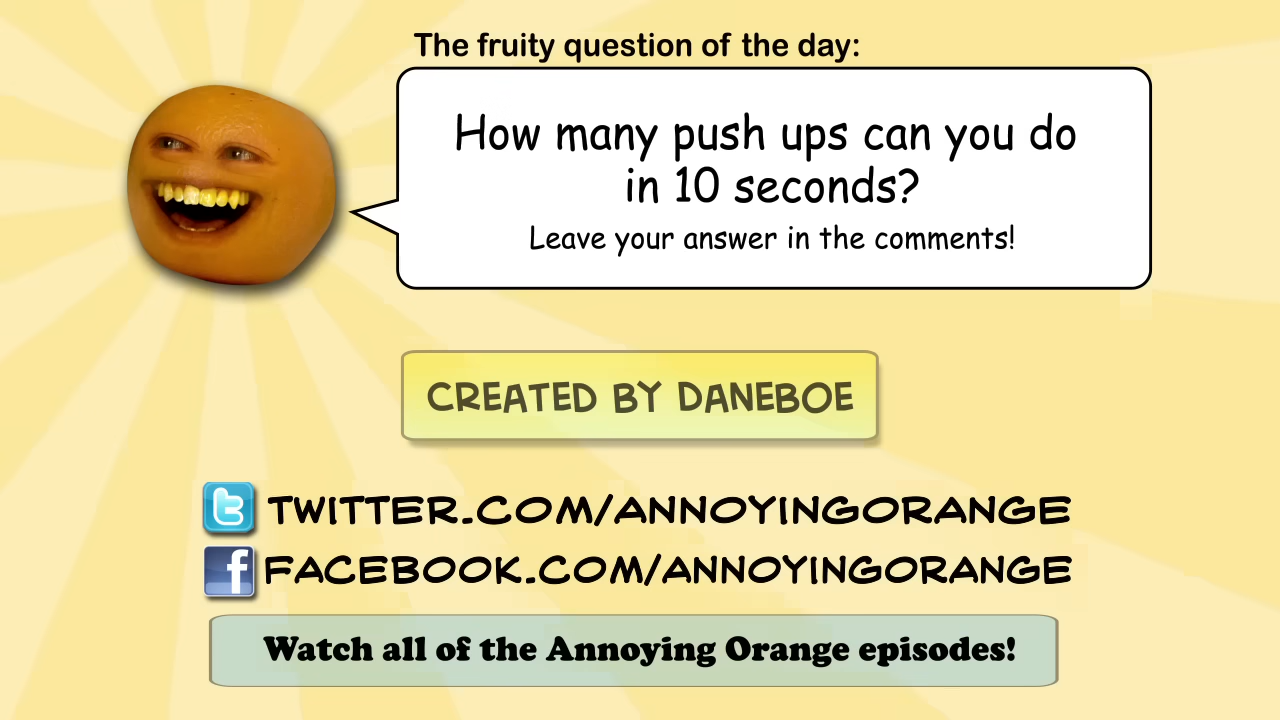 The fruity question of the day:
How many push ups can you do
in 10 seconds?
Leave your answer in the comments!
CREATED BY DANEBOE
TWITTER.COM/ANNOYINGORANGE
FACEBOOK.COM/ANNOYINGORANGE
Watch all of the Annoying Orange episodes!